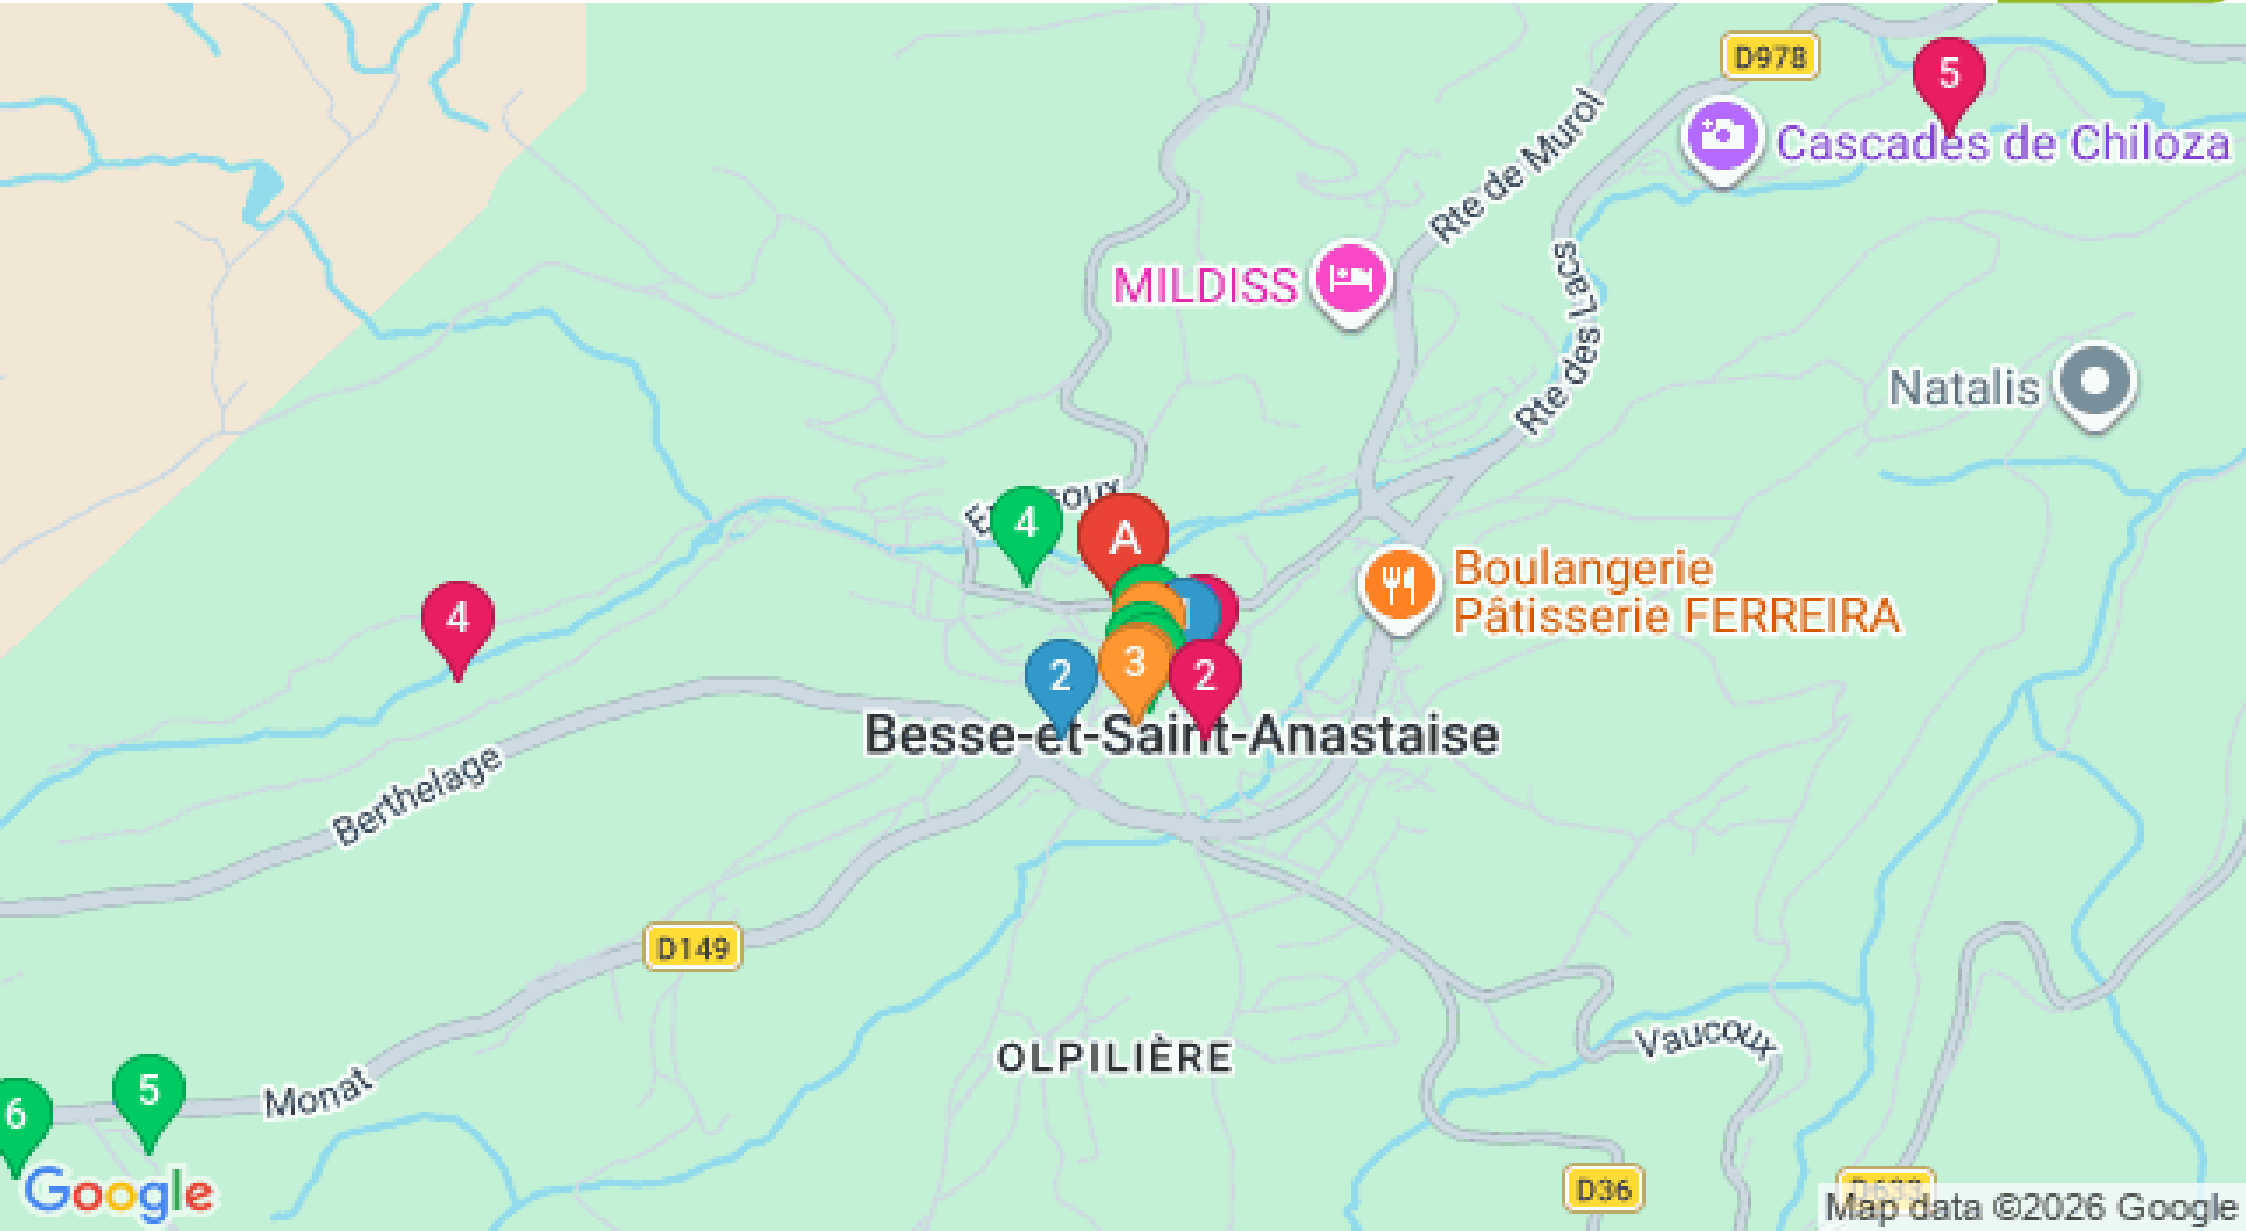 D978
5
Cascades de Chiloza
Rte de Murol
MILDISS
Rte des Lacs
Natalis
4
A
4
Boulangerie
Pâtisserie FERREIRA
3
2
2
Besse-et-Saint-Anastaise
Berthelage
D149
OLPILIÈRE
Vaucoux
Monat
5
6
Google
D36
D633
Map data ©2026 Google